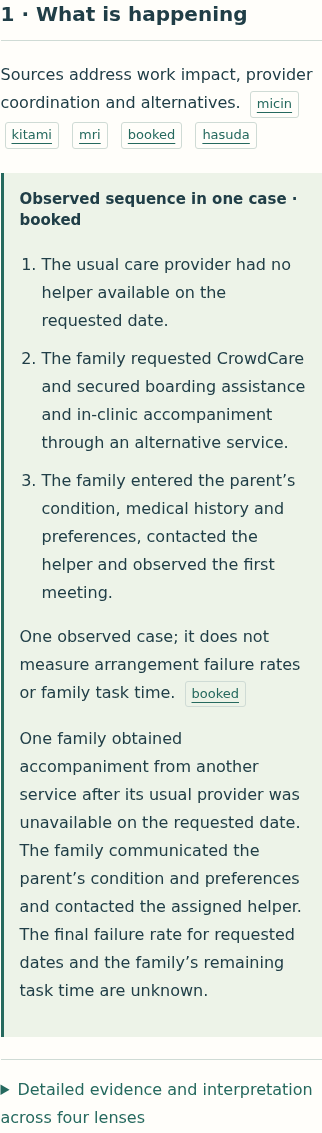 1 · What is happening
Sources address work impact, provider
coordination and alternatives. micin
kitami mri booked hasuda
Observed sequence in one case ·
booked
1. The usual care provider had no
helper available on the
requested date.
2. The family requested CrowdCare
and secured boarding assistance
and in-clinic accompaniment
through an alternative service.
3. The family entered the parent’s
condition, medical history and
preferences, contacted the
helper and observed the first
meeting.
One observed case; it does not
measure arrangement failure rates
or family task time. booked
One family obtained
accompaniment from another
service after its usual provider was
unavailable on the requested date.
The family communicated the
parent’s condition and preferences
and contacted the assigned helper.
The final failure rate for requested
dates and the family’s remaining
task time are unknown.
▶ Detailed evidence and interpretation
across four lenses